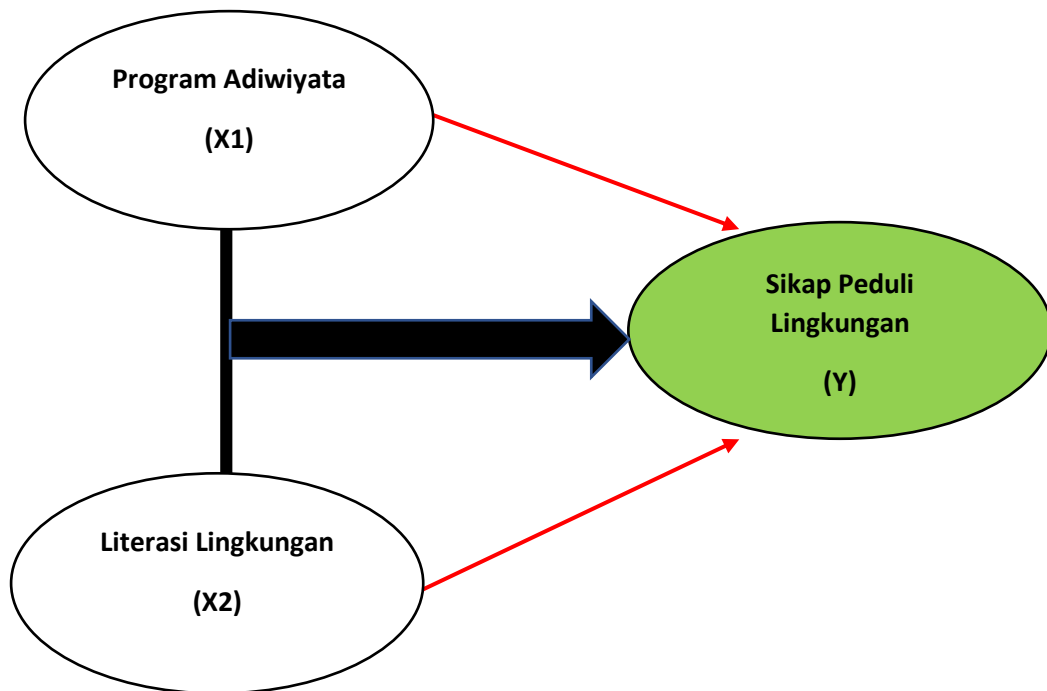 Program Adiwiyata
(X1)
Sikap Peduli
Lingkungan
(Y)
Literasi Lingkungan
(X2)